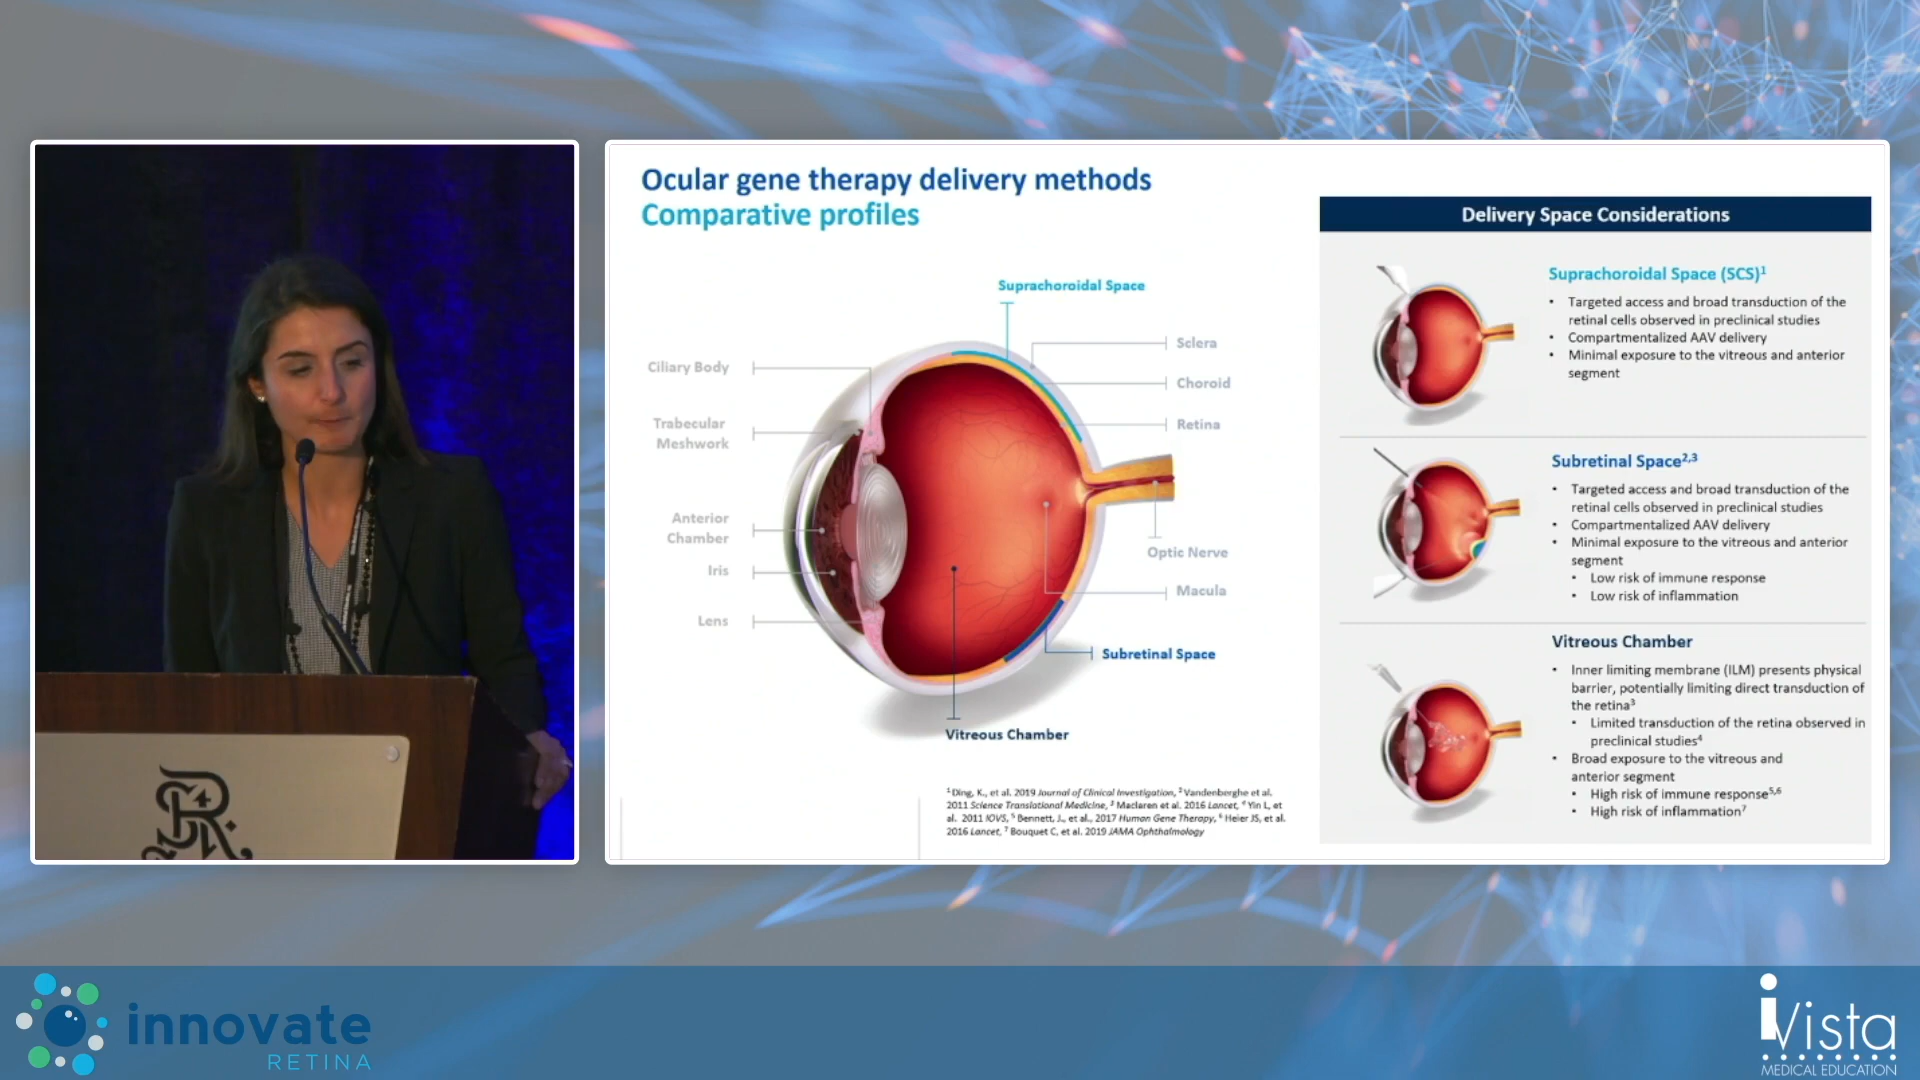 Ocular gene therapy delivery methods
Comparative profiles
Suprachoroidal Space
Sclera
Choroid
Retina
Ciliary Body
Trabecular
Meshwork
Anterior
Chamber
Iris
Lens
Optic Nerve
Macula
Subretinal Space
Vitreous Chamber
1 Ding, K., et al. 2019 Journal of Clinical Investigation, 2 Vandenberghe et al.
2011 Science Translational Medicine, 3 Maclaren et al. 2016 Lancet, 4 Yin L, et
al. 2011 IOVS, 5 Bennett, J., et al., 2017 Human Gene Therapy, 6 Heier JS, et al.
2016 Lancet, 7 Bouquet C, et al. 2019 JAMA Ophthalmology
Delivery Space Considerations
Suprachoroidal Space (SCS)1
• Targeted access and broad transduction of the
retinal cells observed in preclinical studies
• Compartmentalized AAV delivery
• Minimal exposure to the vitreous and anterior
segment
Subretinal Space2,3
• Targeted access and broad transduction of the
retinal cells observed in preclinical studies
• Compartmentalized AAV delivery
• Minimal exposure to the vitreous and anterior
segment
• Low risk of immune response
• Low risk of inflammation
Vitreous Chamber
• Inner limiting membrane (ILM) presents physical
barrier, potentially limiting direct transduction of
the retina3
• Limited transduction of the retina observed in
preclinical studies4
• Broad exposure to the vitreous and
anterior segment
• High risk of immune response5,6
• High risk of inflammation7
innovate
RETINA
iVista
MEDICAL EDUCATION